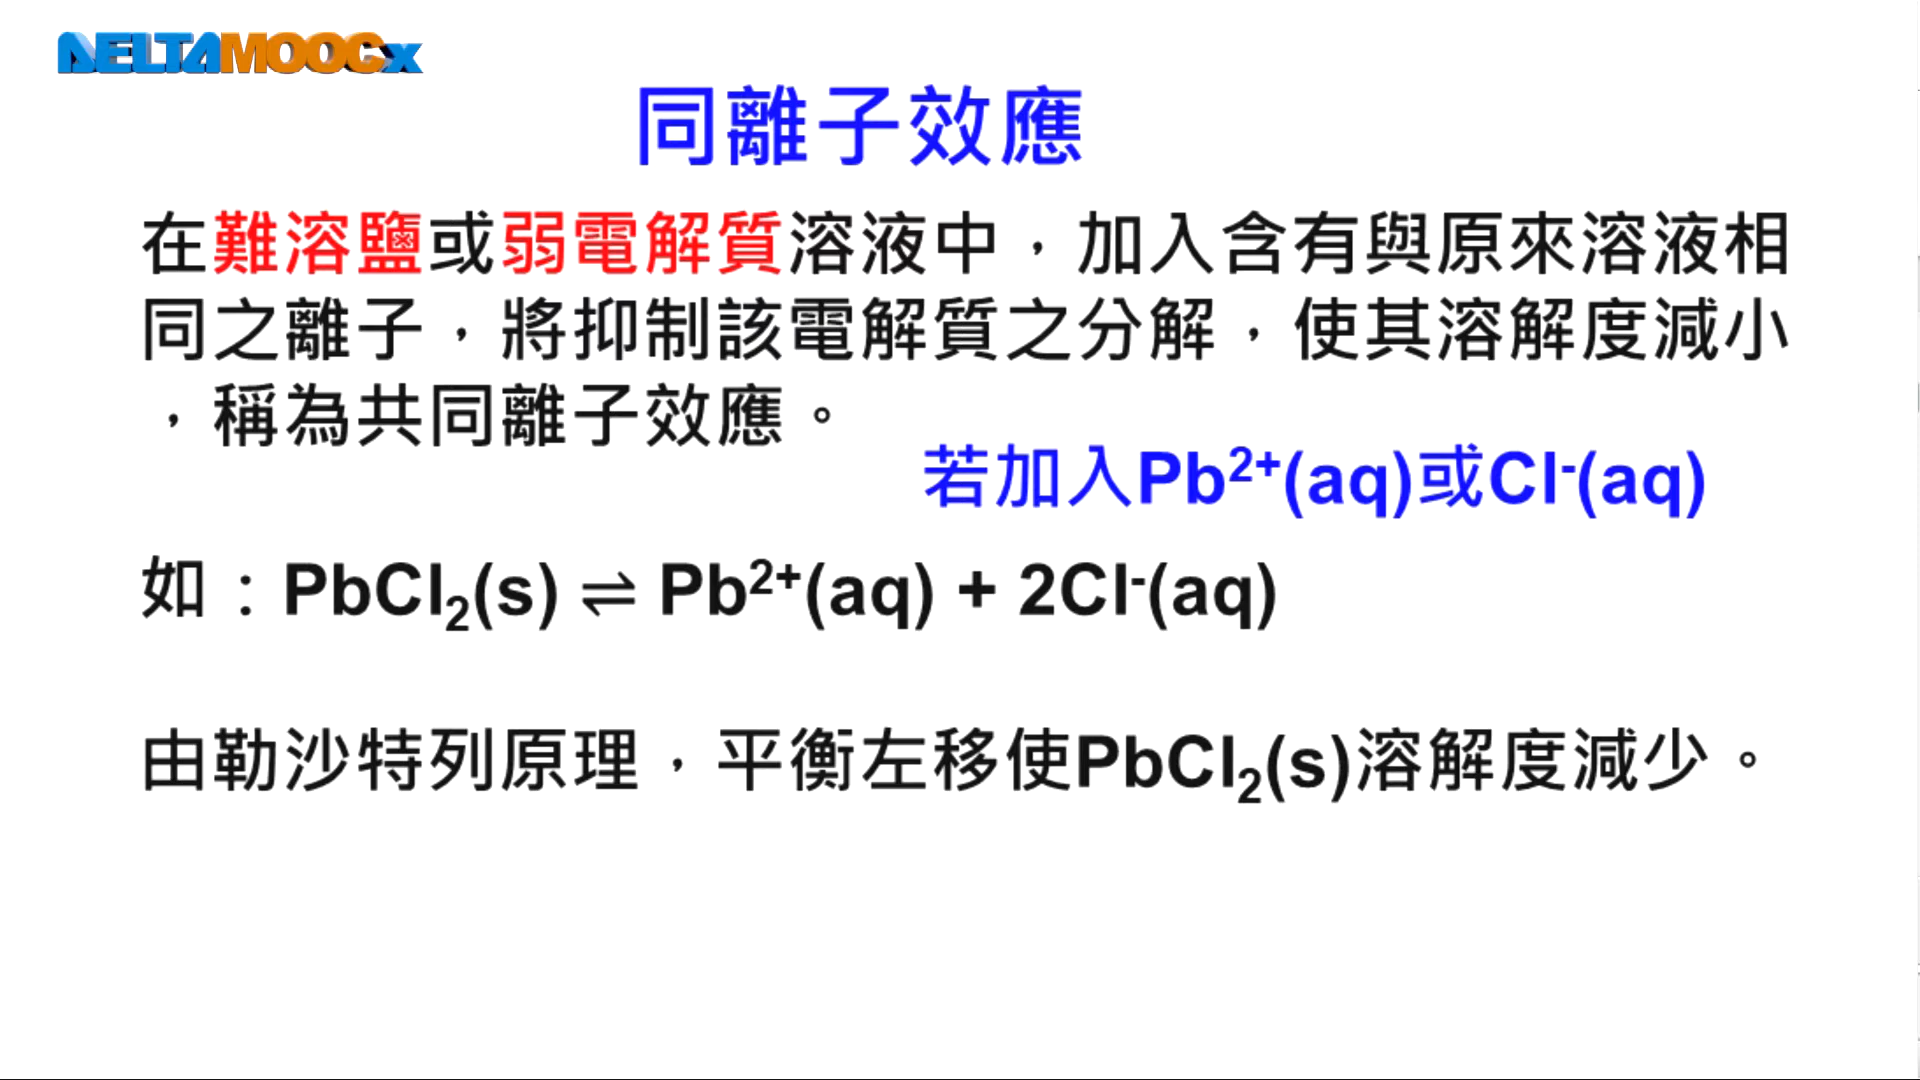 DELTAMOOCx
同離子效應
在難溶鹽或弱電解質溶液中，加入含有與原來溶液相
同之離子，將抑制該電解質之分解，使其溶解度減小
，稱為共同離子效應。
若加入Pb²⁺(aq)或Cl⁻(aq)
如：PbCl₂(s) ⇌ Pb²⁺(aq) + 2Cl⁻(aq)
由勒沙特列原理，平衡左移使PbCl₂(s)溶解度減少。